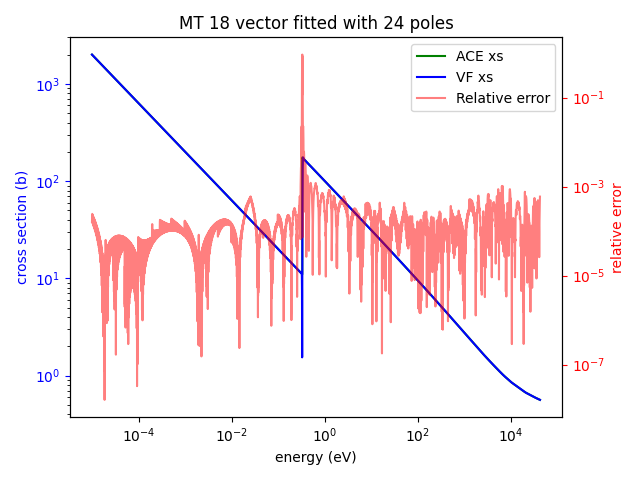 MT 18 vector fitted with 24 poles
ACE xs
VF xs
Relative error
cross section (b)
10³
10²
10¹
10⁰
relative error
10⁻¹
10⁻³
10⁻⁵
10⁻⁷
10⁻⁴
10⁻²
10⁰
10²
10⁴
energy (eV)